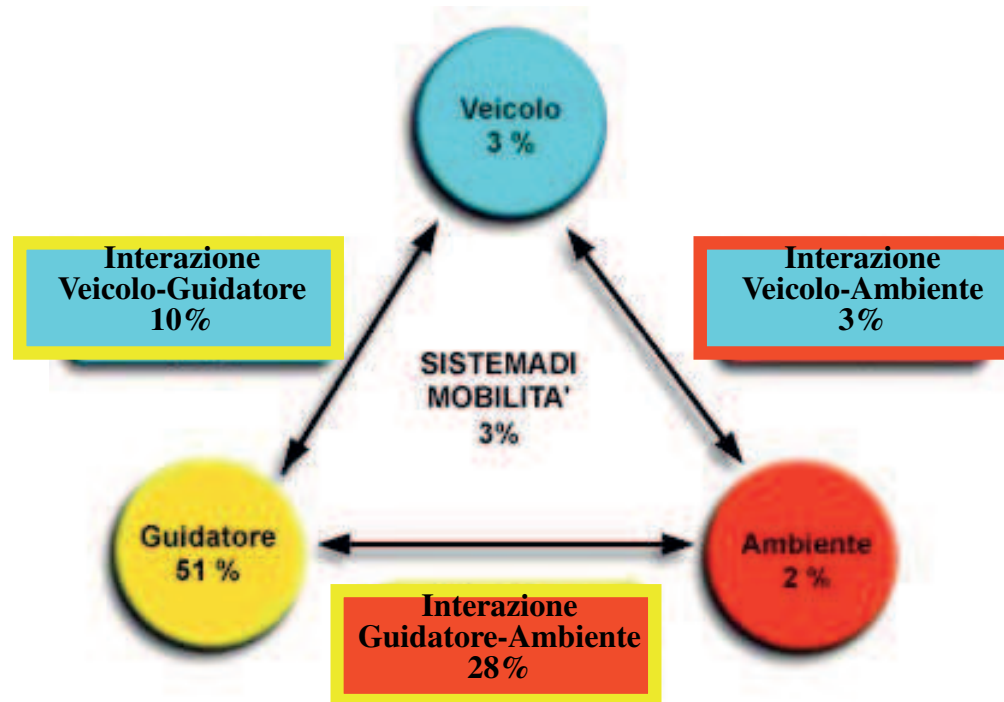 Veicolo
3 %
Interazione
Veicolo-Guidatore
10%
Interazione
Veicolo-Ambiente
3%
SISTEMADI
MOBILITA'
3%
Guidatore
51 %
Ambiente
2 %
Interazione
Guidatore-Ambiente
28%